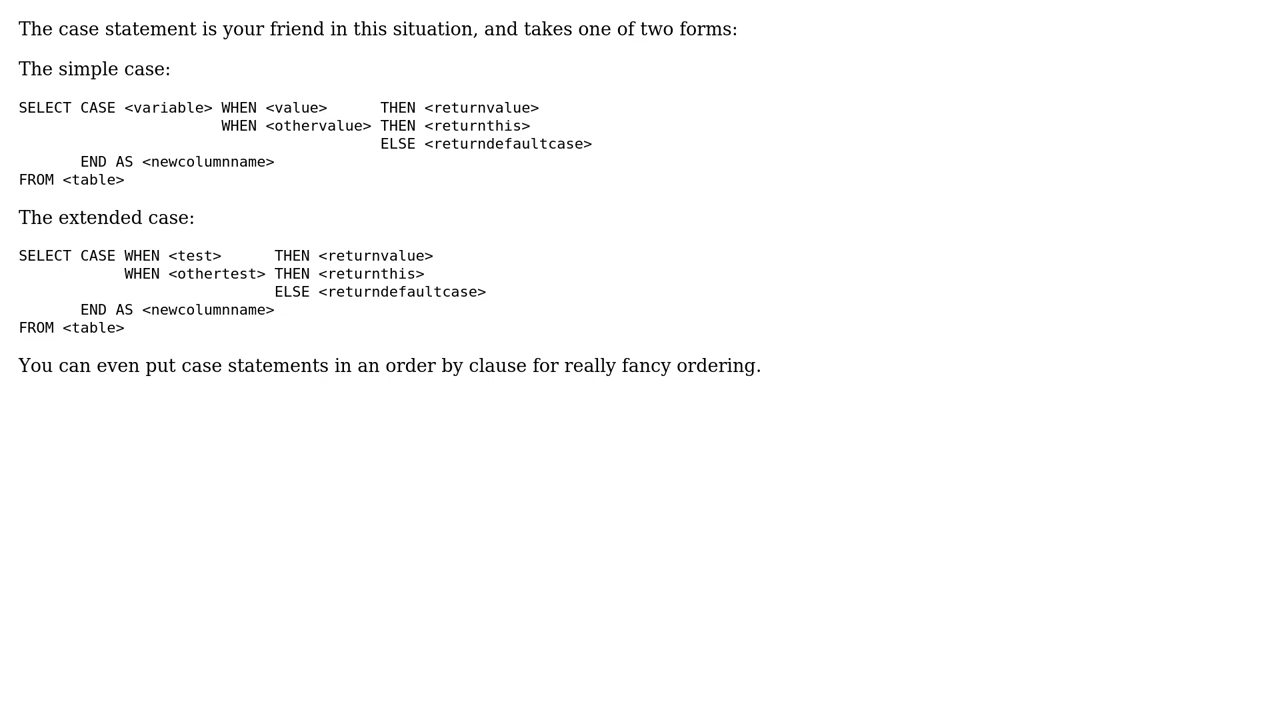 The case statement is your friend in this situation, and takes one of two forms:
The simple case:
SELECT CASE <variable> WHEN <value>      THEN <returnvalue>
                       WHEN <othervalue> THEN <returnthis>
                                         ELSE <returndefaultcase>
       END AS <newcolumnname>
FROM <table>
The extended case:
SELECT CASE WHEN <test>      THEN <returnvalue>
            WHEN <othertest> THEN <returnthis>
                             ELSE <returndefaultcase>
       END AS <newcolumnname>
FROM <table>
You can even put case statements in an order by clause for really fancy ordering.